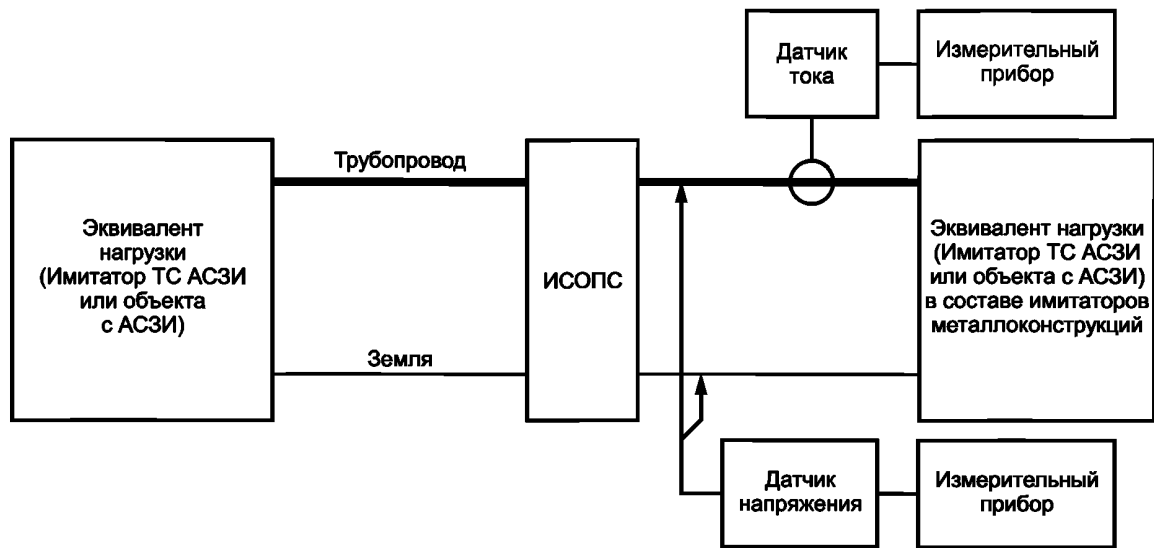 Датчик
тока
Измерительный
прибор
Трубопровод
Эквивалент
нагрузки
(Имитатор ТС АСЗИ
или объекта
с АСЗИ)
ИСОПС
Эквивалент нагрузки
(Имитатор ТС АСЗИ
или объекта с АСЗИ)
в составе имитаторов
металлоконструкций
Земля
Датчик
напряжения
Измерительный
прибор